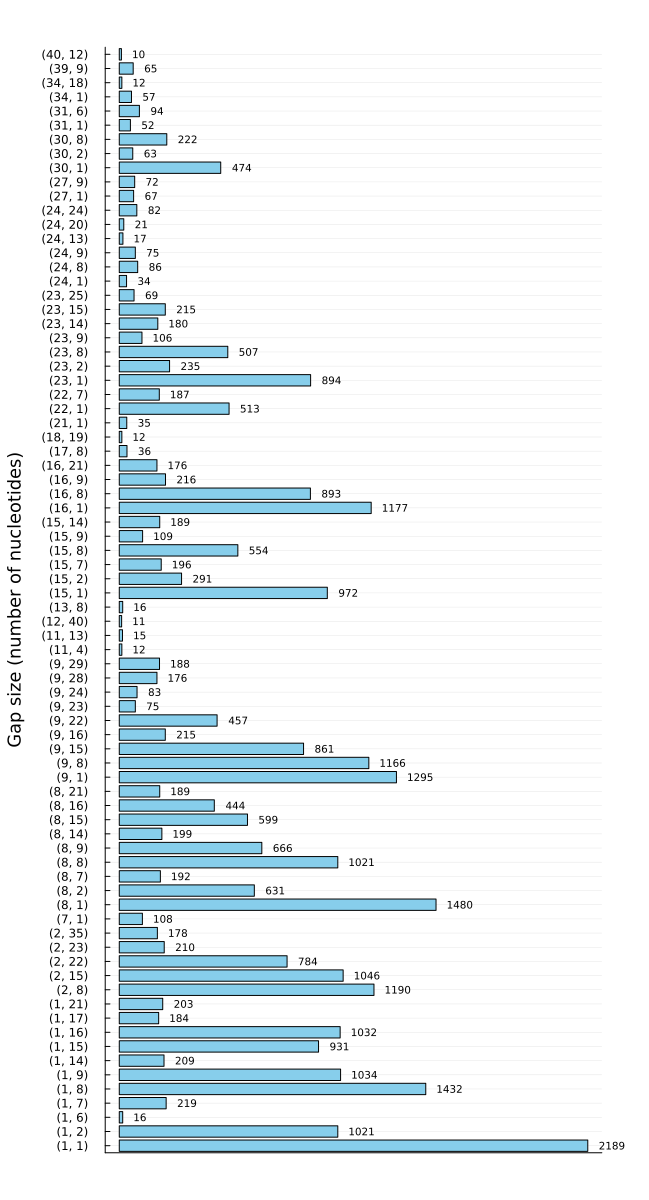 (40, 12) 10
(39, 9) 65
(34, 18) 12
(34, 1) 57
(31, 6) 94
(31, 1) 52
(30, 8) 222
(30, 2) 63
(30, 1) 474
(27, 9) 72
(27, 1) 67
(24, 24) 82
(24, 20) 21
(24, 13) 17
(24, 9) 75
(24, 8) 86
(24, 1) 34
(23, 25) 69
(23, 15) 215
(23, 14) 180
(23, 9) 106
(23, 8) 507
(23, 2) 235
(23, 1) 894
(22, 7) 187
(22, 1) 513
(21, 1) 35
(18, 19) 12
(17, 8) 36
(16, 21) 176
(16, 9) 216
(16, 8) 893
(16, 1) 1177
(15, 14) 189
(15, 9) 109
(15, 8) 554
(15, 7) 196
(15, 2) 291
(15, 1) 972
(13, 8) 16
(12, 40) 11
(11, 13) 15
(11, 4) 12
(9, 29) 188
(9, 28) 176
(9, 24) 83
(9, 23) 75
(9, 22) 457
(9, 16) 215
(9, 15) 861
(9, 8) 1166
(9, 1) 1295
(8, 21) 189
(8, 16) 444
(8, 15) 599
(8, 14) 199
(8, 9) 666
(8, 8) 1021
(8, 7) 192
(8, 2) 631
(8, 1) 1480
(7, 1) 108
(2, 35) 178
(2, 23) 210
(2, 22) 784
(2, 15) 1046
(2, 8) 1190
(1, 21) 203
(1, 17) 184
(1, 16) 1032
(1, 15) 931
(1, 14) 209
(1, 9) 1034
(1, 8) 1432
(1, 7) 219
(1, 6) 16
(1, 2) 1021
(1, 1) 2189
Gap size (number of nucleotides)